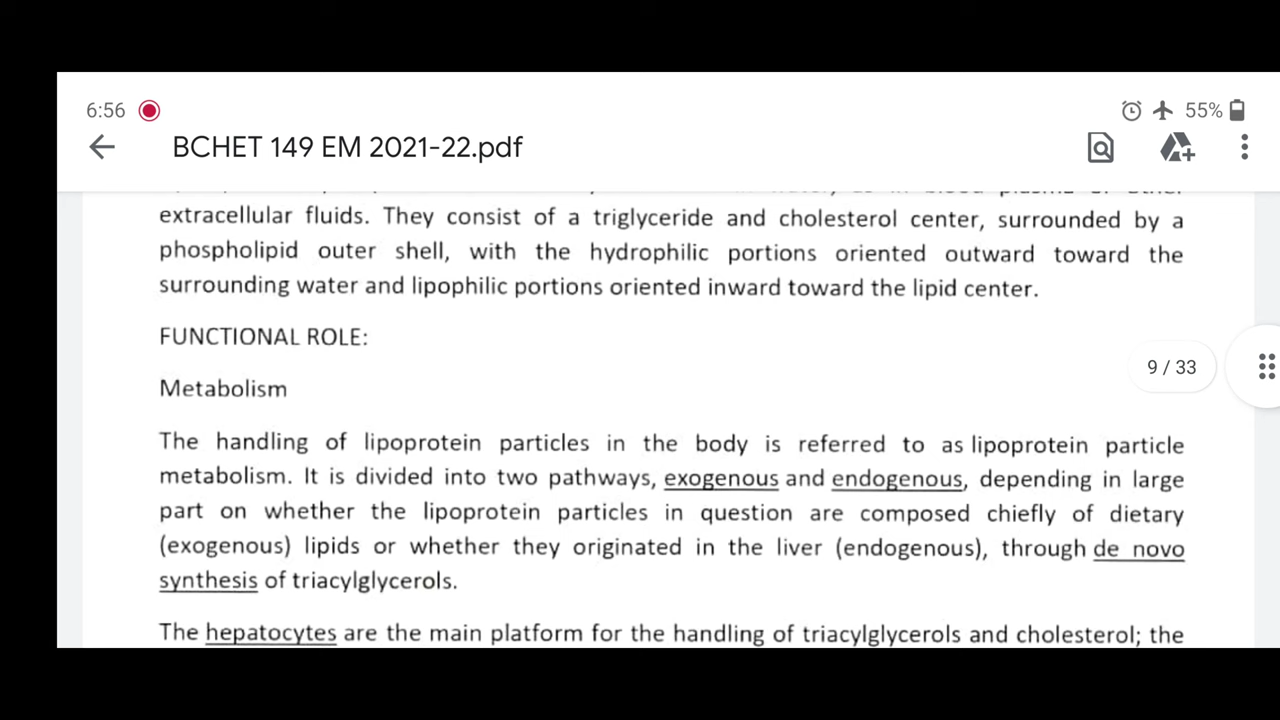 6:56
55%
BCHET 149 EM 2021-22.pdf
extracellular fluids. They consist of a triglyceride and cholesterol center, surrounded by a
phospholipid outer shell, with the hydrophilic portions oriented outward toward the
surrounding water and lipophilic portions oriented inward toward the lipid center.
FUNCTIONAL ROLE:
9 / 33
Metabolism
The handling of lipoprotein particles in the body is referred to as lipoprotein particle
metabolism. It is divided into two pathways, exogenous and endogenous, depending in large
part on whether the lipoprotein particles in question are composed chiefly of dietary
(exogenous) lipids or whether they originated in the liver (endogenous), through de novo
synthesis of triacylglycerols.
The hepatocytes are the main platform for the handling of triacylglycerols and cholesterol; the